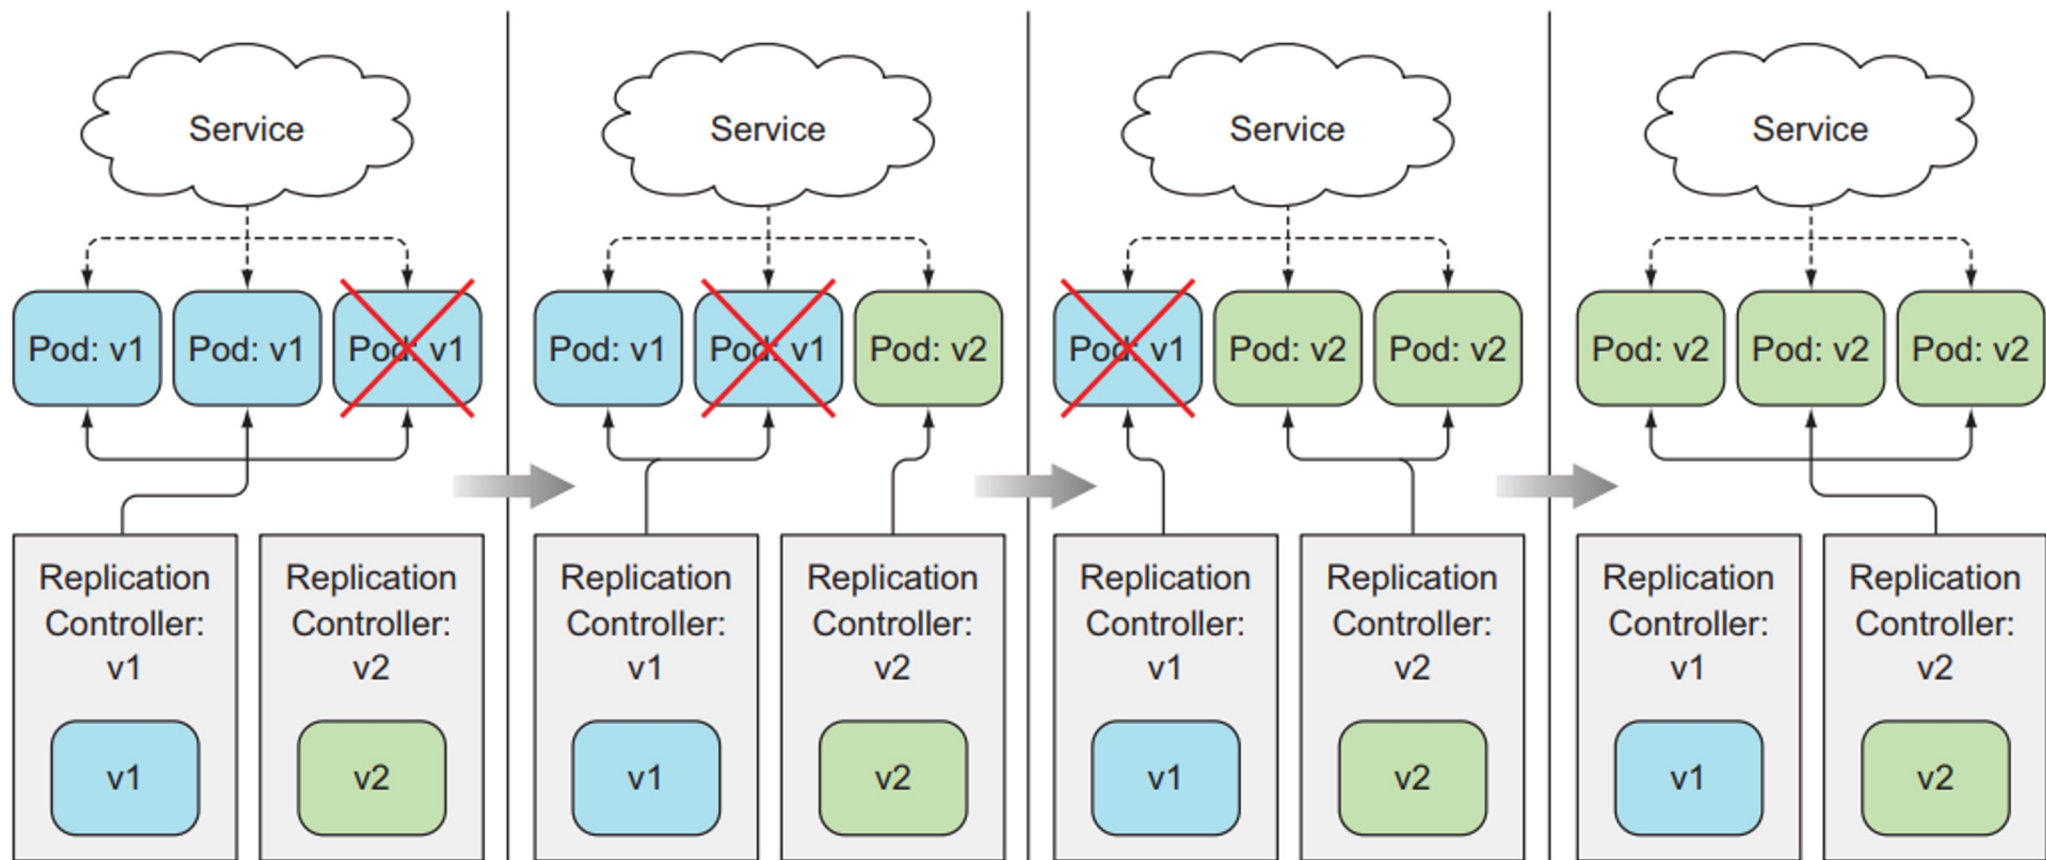 Service
Pod: v1
Pod: v1
Pod: v1
Replication
Controller:
v1
v1
Replication
Controller:
v2
v2
Service
Pod: v1
Pod: v1
Pod: v2
Replication
Controller:
v1
v1
Replication
Controller:
v2
v2
Service
Pod: v1
Pod: v2
Pod: v2
Replication
Controller:
v1
v1
Replication
Controller:
v2
v2
Service
Pod: v2
Pod: v2
Pod: v2
Replication
Controller:
v1
v1
Replication
Controller:
v2
v2